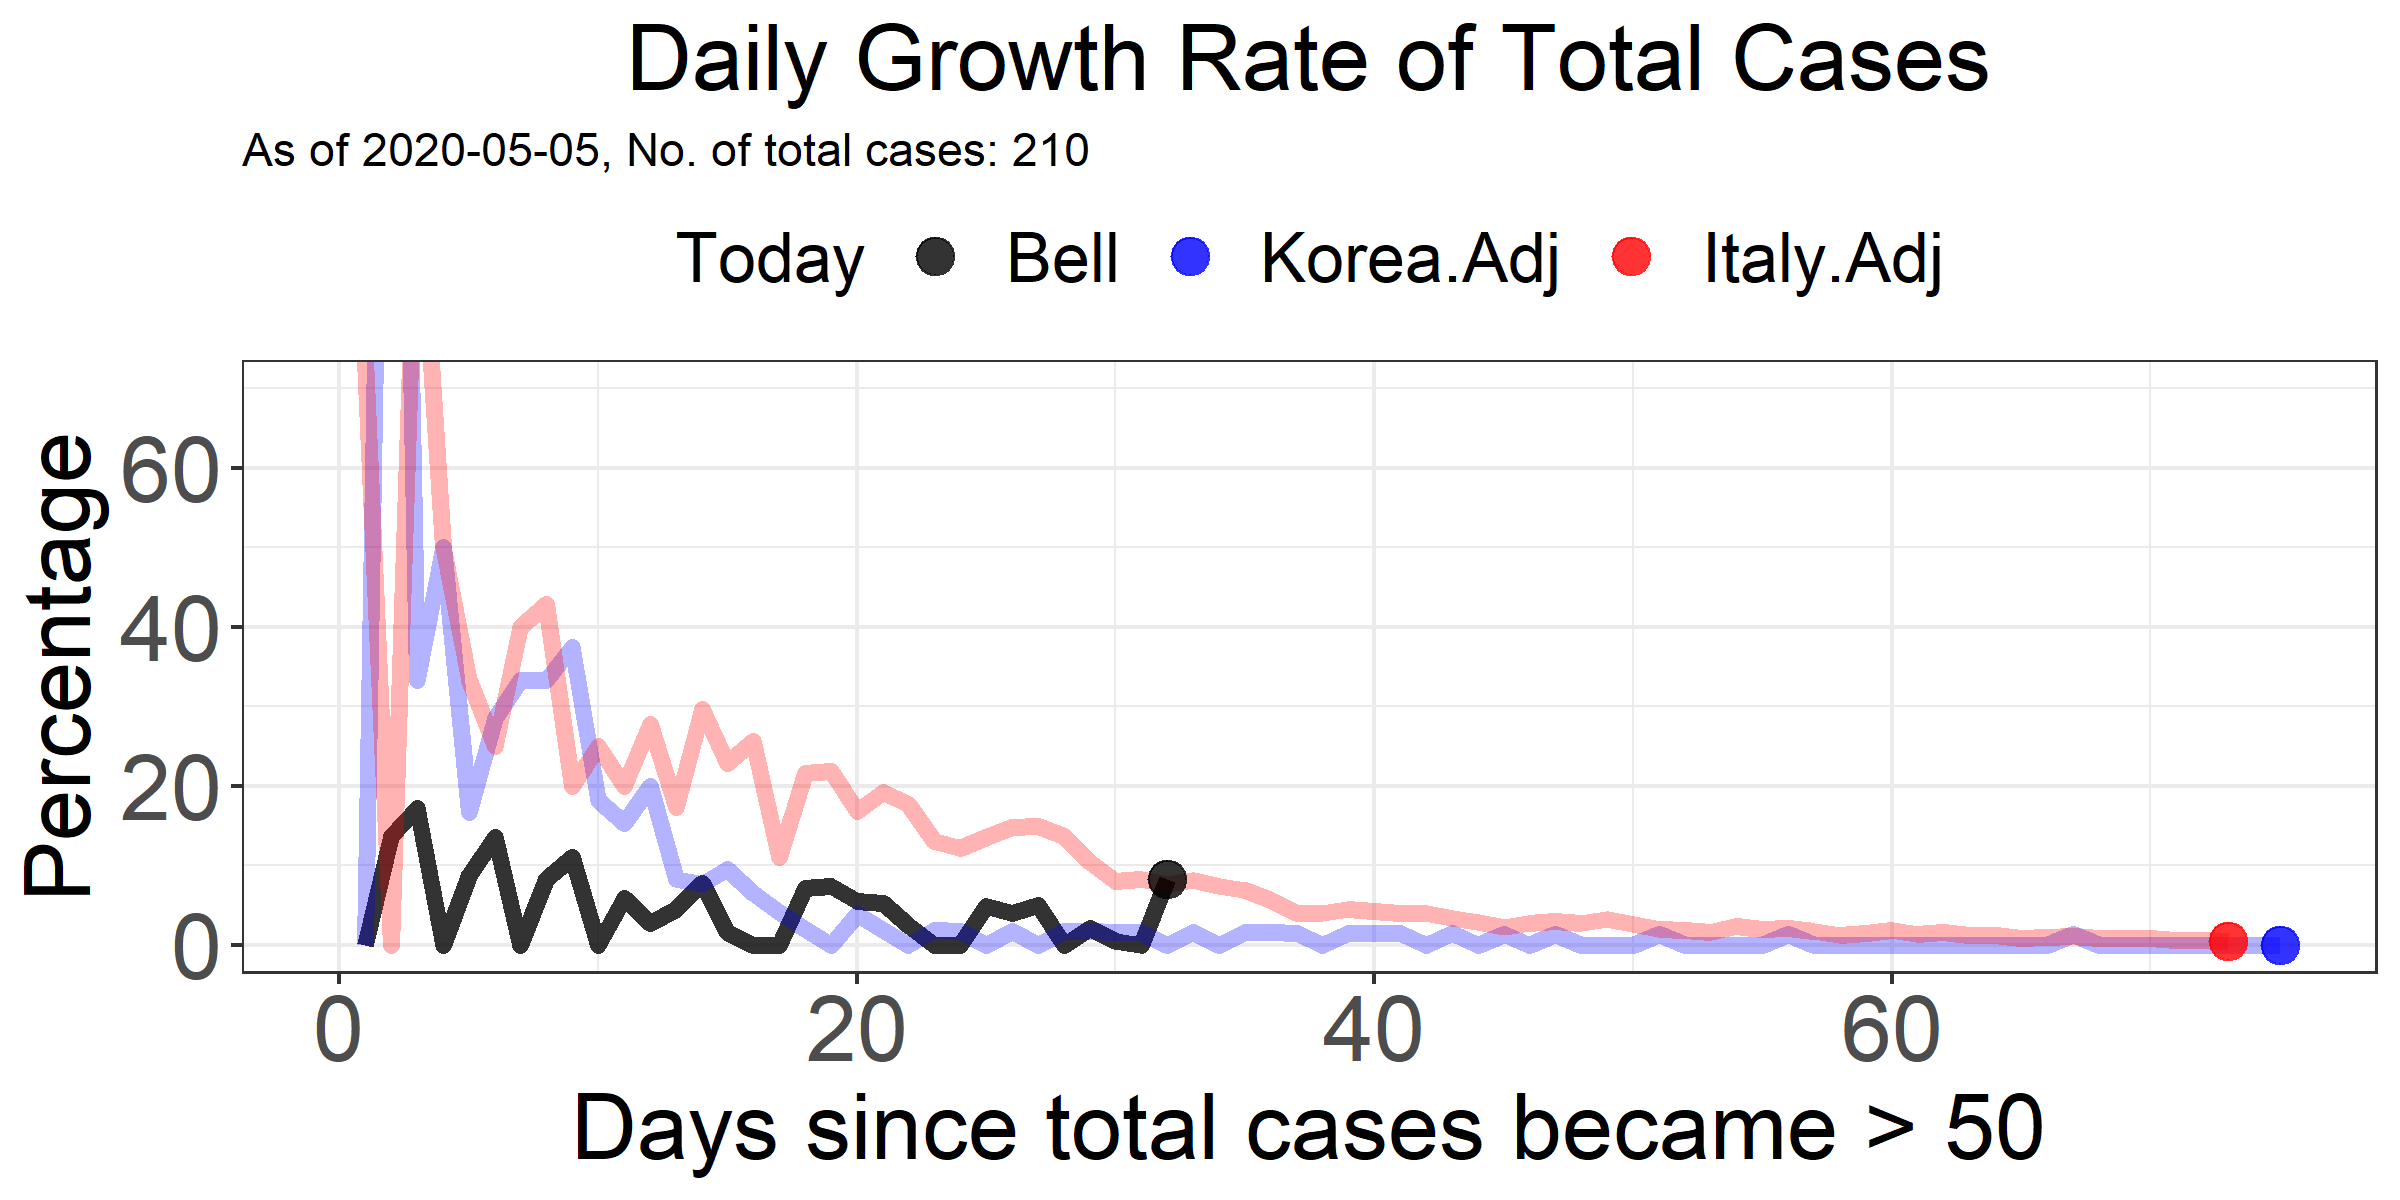 Daily Growth Rate of Total Cases
As of 2020-05-05, No. of total cases: 210
Today Bell Korea.Adj Italy.Adj
Percentage
60
40
20
0
0 20 40 60
Days since total cases became > 50